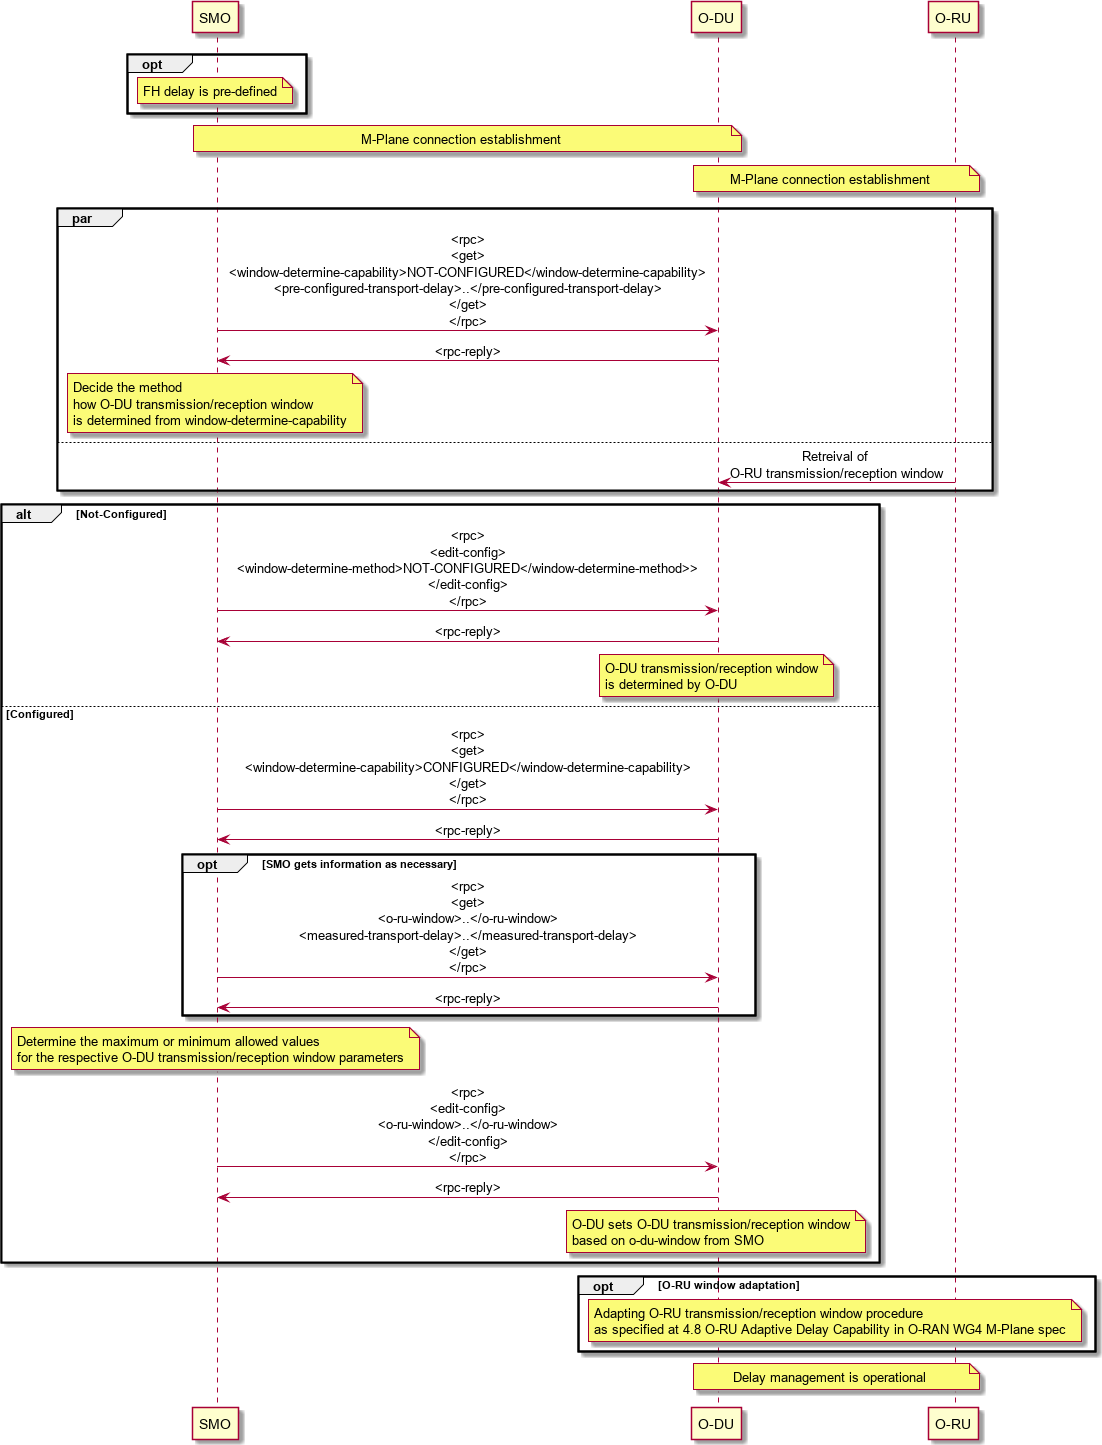 SMO
O-DU
O-RU
opt
FH delay is pre-defined
M-Plane connection establishment
M-Plane connection establishment
par
<rpc>
<get>
<window-determine-capability>NOT-CONFIGURED</window-determine-capability>
<pre-configured-transport-delay>..</pre-configured-transport-delay>
</get>
</rpc>
<rpc-reply>
Decide the method
how O-DU transmission/reception window
is determined from window-determine-capability
Retreival of
O-RU transmission/reception window
alt [Not-Configured]
<rpc>
<edit-config>
<window-determine-method>NOT-CONFIGURED</window-determine-method>>
</edit-config>
</rpc>
<rpc-reply>
O-DU transmission/reception window
is determined by O-DU
[Configured]
<rpc>
<get>
<window-determine-capability>CONFIGURED</window-determine-capability>
</get>
</rpc>
<rpc-reply>
opt [SMO gets information as necessary]
<rpc>
<get>
<o-ru-window>..</o-ru-window>
<measured-transport-delay>..</measured-transport-delay>
</get>
</rpc>
<rpc-reply>
Determine the maximum or minimum allowed values
for the respective O-DU transmission/reception window parameters
<rpc>
<edit-config>
<o-ru-window>..</o-ru-window>
</edit-config>
</rpc>
<rpc-reply>
O-DU sets O-DU transmission/reception window
based on o-du-window from SMO
opt [O-RU window adaptation]
Adapting O-RU transmission/reception window procedure
as specified at 4.8 O-RU Adaptive Delay Capability in O-RAN WG4 M-Plane spec
Delay management is operational
SMO
O-DU
O-RU